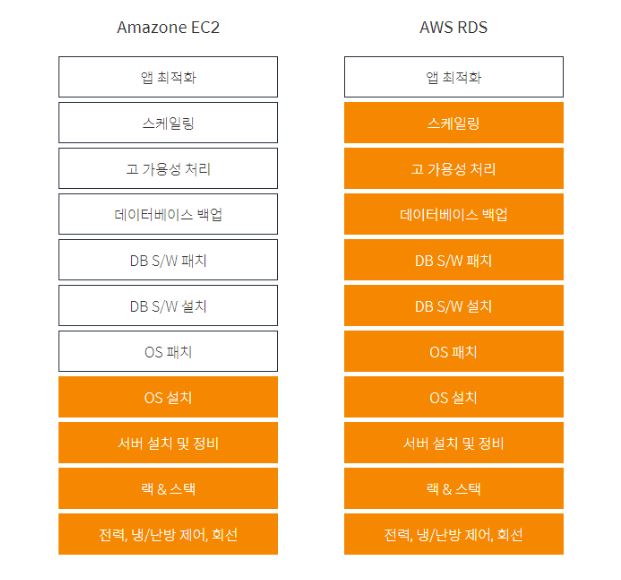 Amazone EC2
앱 최적화
스케일링
고 가용성 처리
데이터베이스 백업
DB S/W 패치
DB S/W 설치
OS 패치
OS 설치
서버 설치 및 정비
랙 & 스택
전력, 냉/난방 제어, 회선
AWS RDS
앱 최적화
스케일링
고 가용성 처리
데이터베이스 백업
DB S/W 패치
DB S/W 설치
OS 패치
OS 설치
서버 설치 및 정비
랙 & 스택
전력, 냉/난방 제어, 회선